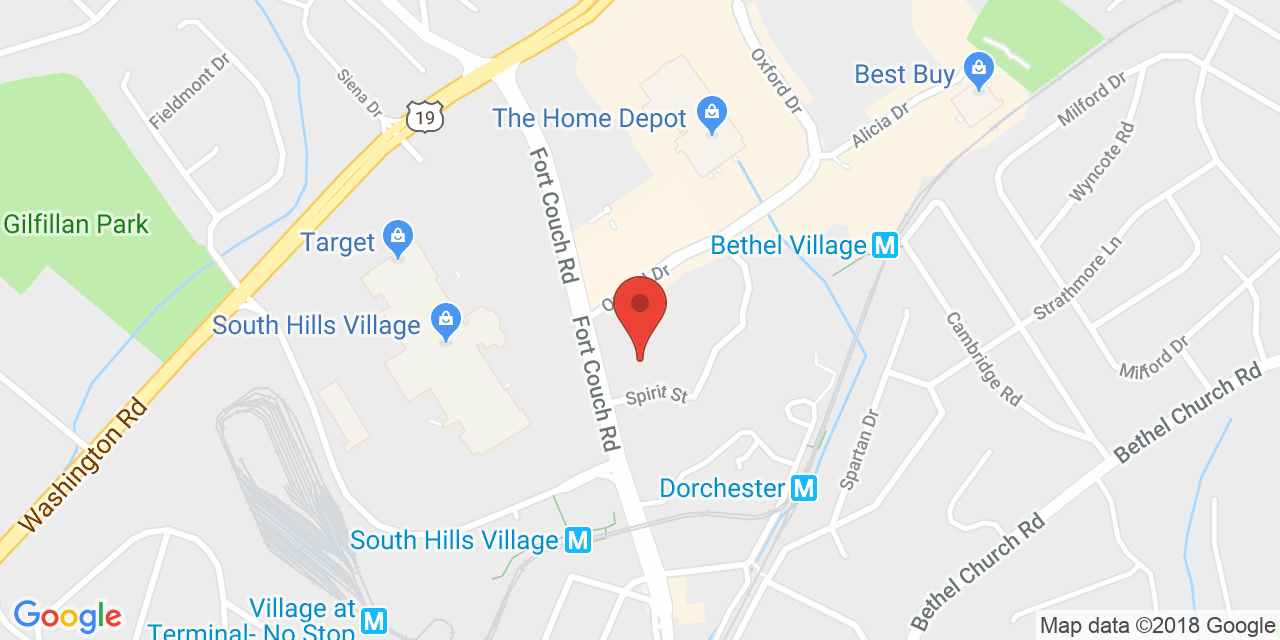 Fieldmont Dr
Siena Dr
19
Oxford Dr
Best Buy
Alicia Dr
Milford Dr
The Home Depot
Wyncote Rd
Fort Couch Rd
Gilfillan Park
Target
Bethel Village M
Strathmore Ln
Dr
South Hills Village
Fort Couch Rd
Cambridge Rd
Milford Dr
Spirit St
Bethel Church Rd
Washington Rd
Spartan Dr
Dorchester M
South Hills Village M
Bethel Church Rd
Google
Village at
Terminal- No Stop
M
Map data ©2018 Google